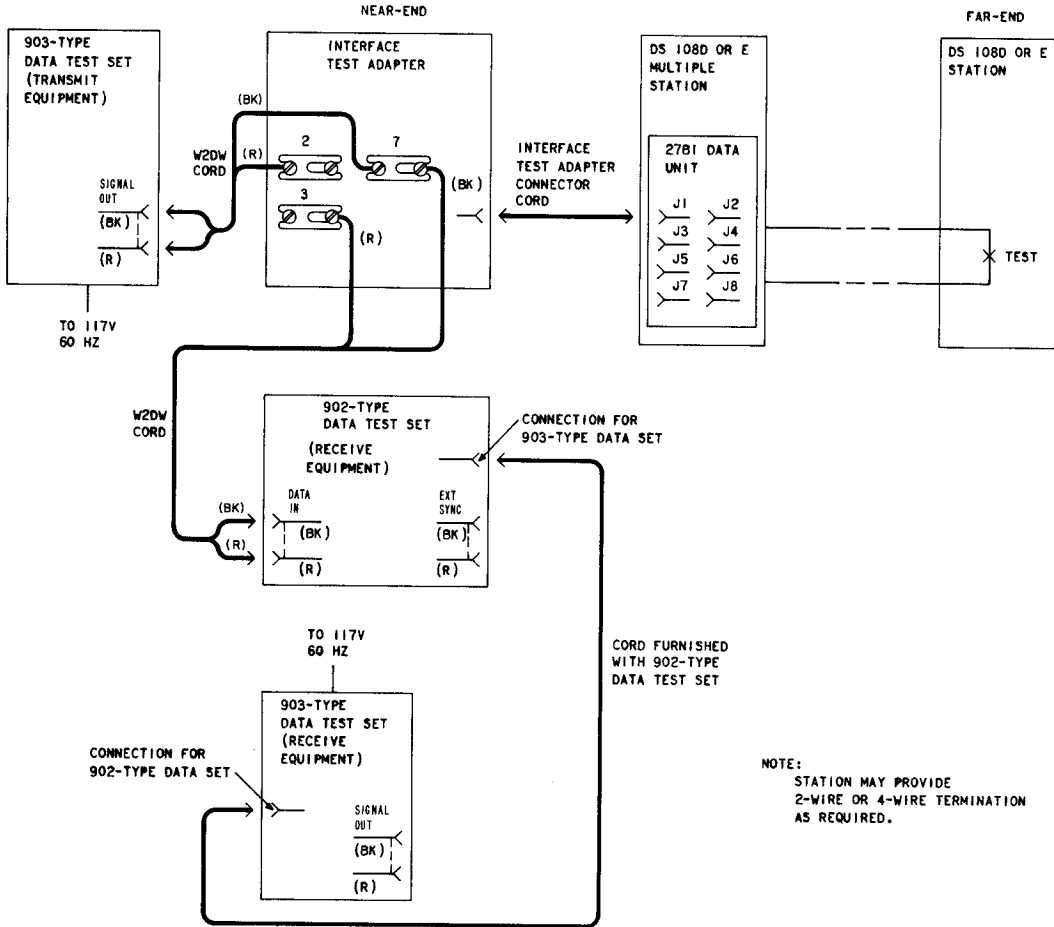 NEAR-END
FAR-END
903-TYPE
DATA TEST SET
(TRANSMIT
EQUIPMENT)
SIGNAL
OUT
(BK)
(R)
TO 117V
60 HZ
W2DW
CORD
(BK)
(R)
INTERFACE
TEST ADAPTER
2
7
3
(R)
(BK)
INTERFACE
TEST ADAPTER
CONNECTOR
CORD
DS 108D OR E
MULTIPLE
STATION
278I DATA
UNIT
J1 J2
J3 J4
J5 J6
J7 J8
DS 108D OR E
STATION
TEST
W2DW
CORD
(BK)
(R)
902-TYPE
DATA TEST SET
(RECEIVE
EQUIPMENT)
DATA
IN
(BK)
(R)
EXT
SYNC
(BK)
(R)
CONNECTION FOR
903-TYPE DATA SET
CORD FURNISHED
WITH 902-TYPE
DATA TEST SET
TO 117V
60 HZ
903-TYPE
DATA TEST SET
(RECEIVE
EQUIPMENT)
CONNECTION FOR
902-TYPE DATA SET
SIGNAL
OUT
(BK)
(R)
NOTE:
STATION MAY PROVIDE
2-WIRE OR 4-WIRE TERMINATION
AS REQUIRED.